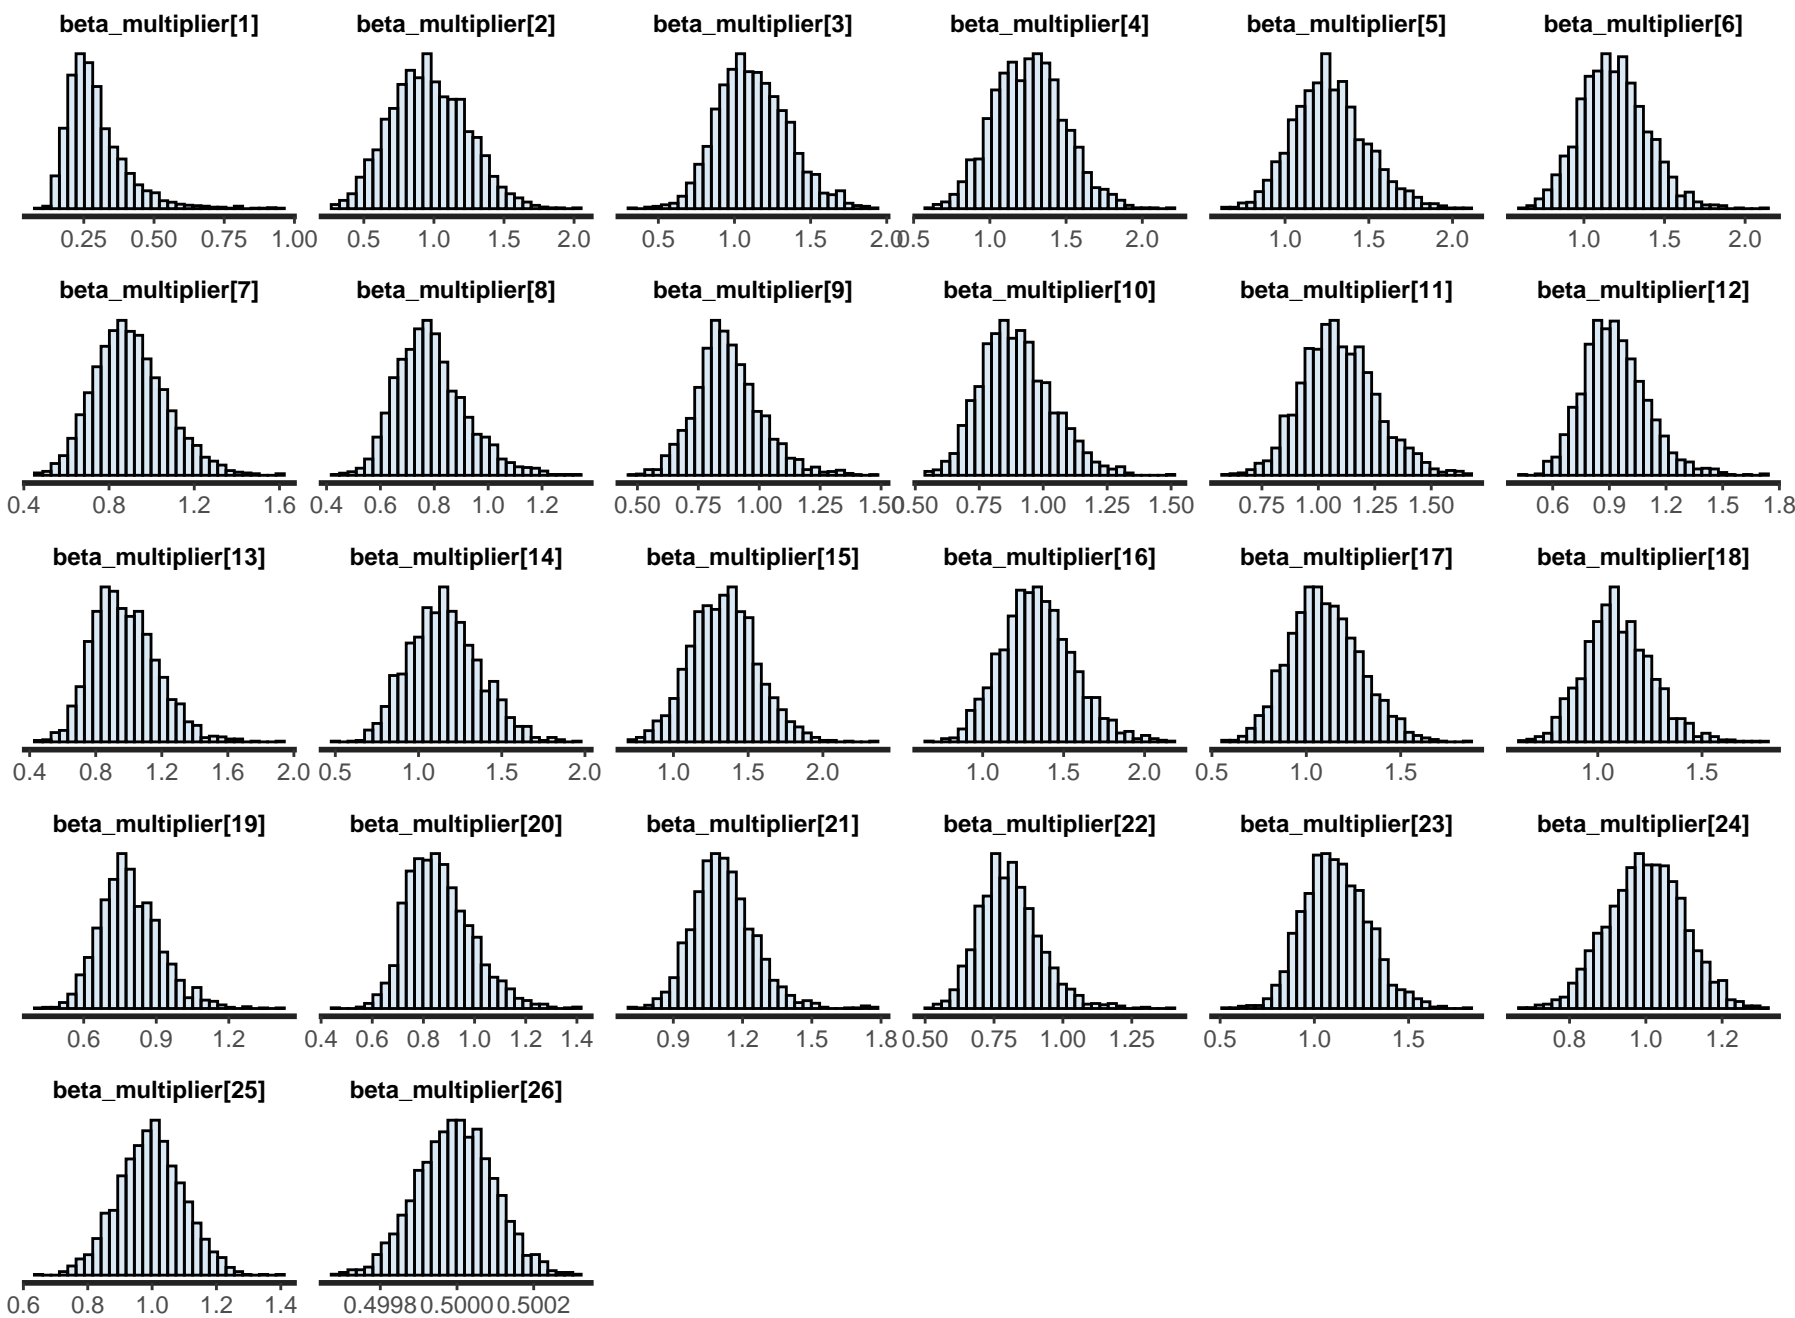 beta_multiplier[1] beta_multiplier[2] beta_multiplier[3] beta_multiplier[4] beta_multiplier[5] beta_multiplier[6]
0.25 0.50 0.75 1.00 0.5 1.0 1.5 2.0 0.5 1.0 1.5 2.0 0.5 1.0 1.5 2.0 1.0 1.5 2.0 1.0 1.5 2.0
beta_multiplier[7] beta_multiplier[8] beta_multiplier[9] beta_multiplier[10] beta_multiplier[11] beta_multiplier[12]
0.4 0.8 1.2 1.6 0.4 0.6 0.8 1.0 1.2 0.50 0.75 1.00 1.25 1.50 0.50 0.75 1.00 1.25 1.50 0.75 1.00 1.25 1.50 0.6 0.9 1.2 1.5 1.8
beta_multiplier[13] beta_multiplier[14] beta_multiplier[15] beta_multiplier[16] beta_multiplier[17] beta_multiplier[18]
0.4 0.8 1.2 1.6 2.0 0.5 1.0 1.5 2.0 1.0 1.5 2.0 1.0 1.5 2.0 0.5 1.0 1.5 1.0 1.5
beta_multiplier[19] beta_multiplier[20] beta_multiplier[21] beta_multiplier[22] beta_multiplier[23] beta_multiplier[24]
0.6 0.9 1.2 0.4 0.6 0.8 1.0 1.2 1.4 0.9 1.2 1.5 1.8 0.50 0.75 1.00 1.25 0.5 1.0 1.5 0.8 1.0 1.2
beta_multiplier[25] beta_multiplier[26]
0.6 0.8 1.0 1.2 1.4 0.4998 0.5000 0.5002